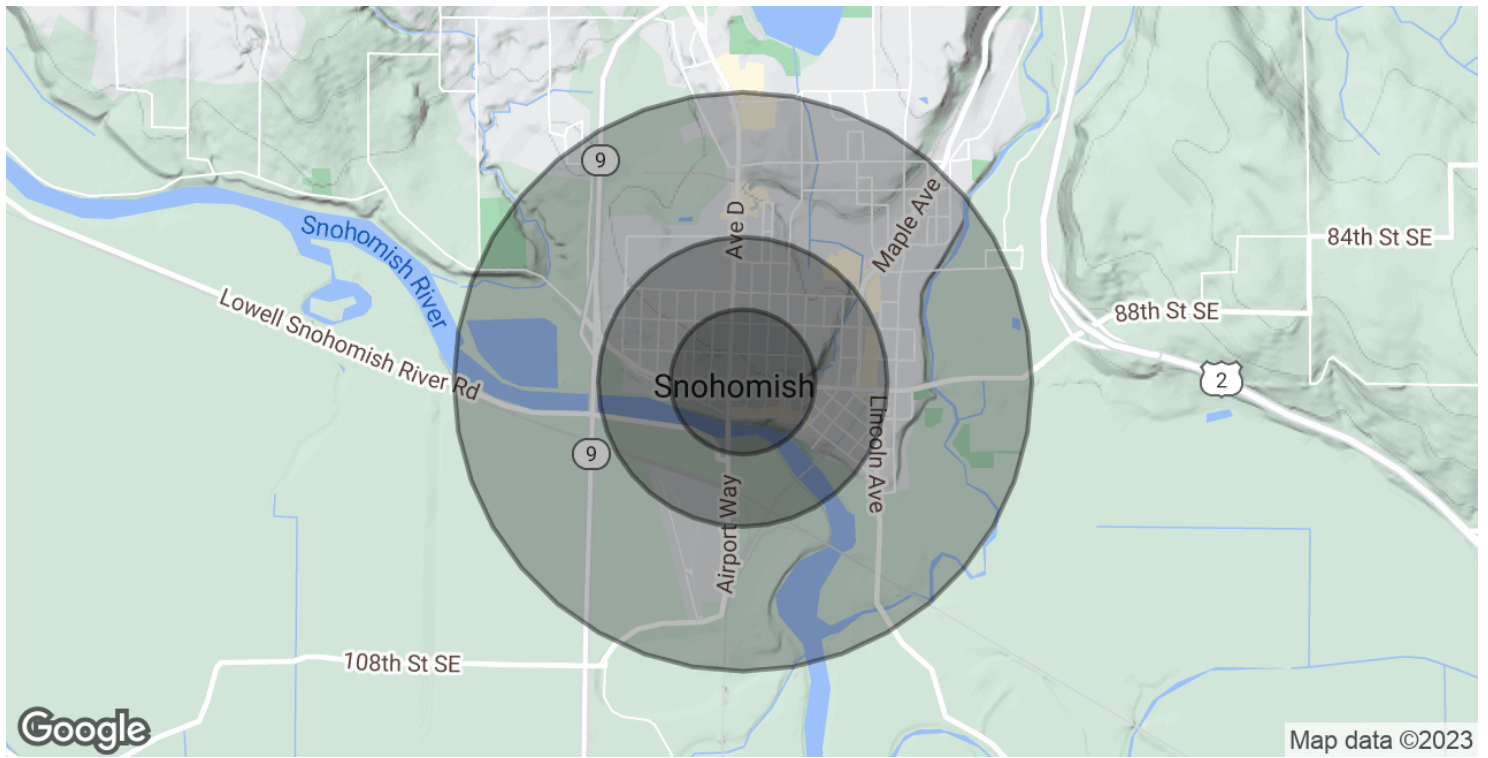 9
Ave D
Maple Ave
84th St SE
Snohomish River
Lowell Snohomish River Rd
88th St SE
2
Snohomish
9
Lincoln Ave
Airport Way
108th St SE
Google
Map data ©2023